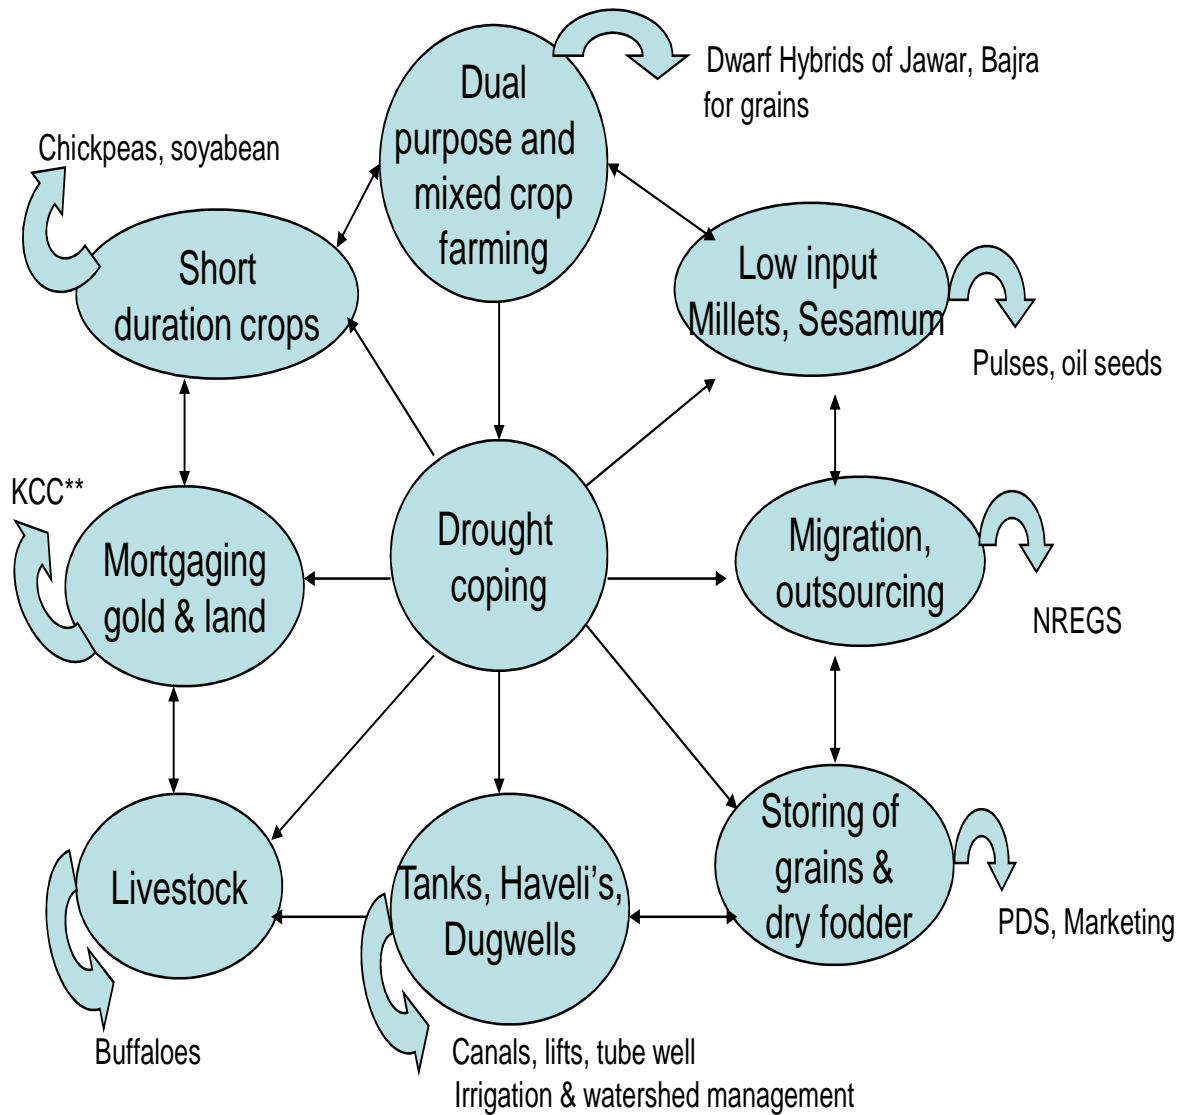 Dual
purpose and
mixed crop
farming
Dwarf Hybrids of Jawar, Bajra
for grains
Chickpeas, soyabean
Short
duration crops
Low input
Millets, Sesamum
Pulses, oil seeds
KCC**
Mortgaging
gold & land
Drought
coping
Migration,
outsourcing
NREGS
Livestock
Buffaloes
Tanks, Haveli's,
Dugwells
Canals, lifts, tube well
Irrigation & watershed management
Storing of
grains &
dry fodder
PDS, Marketing